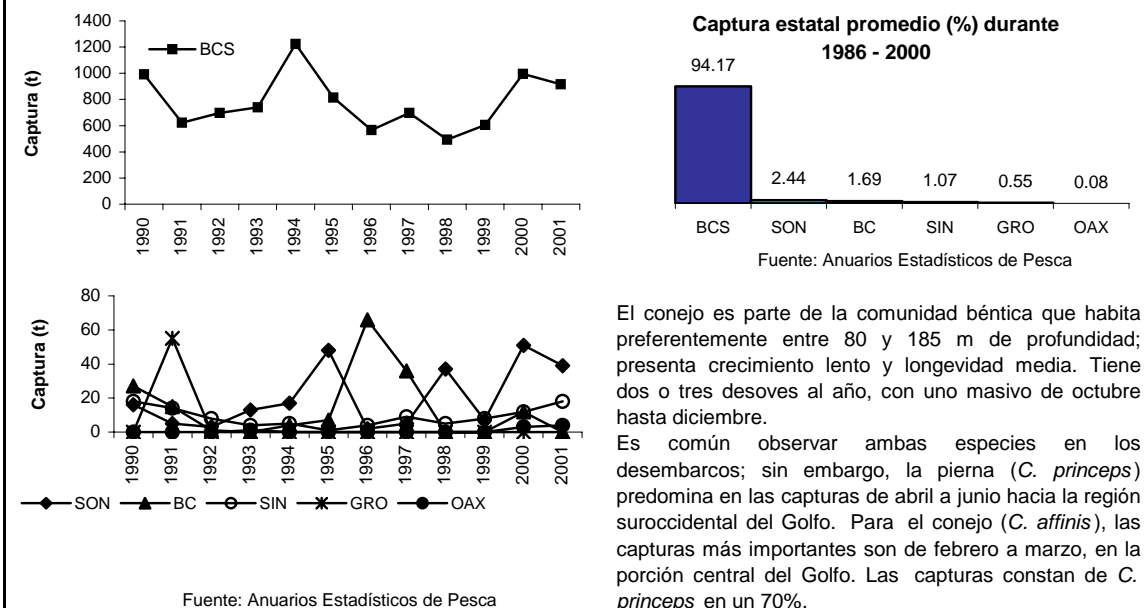 1400
1200
1000
800
600
400
200
0
Captura (t)
BCS
1990
1991
1992
1993
1994
1995
1996
1997
1998
1999
2000
2001
80
60
40
20
0
Captura (t)
1990
1991
1992
1993
1994
1995
1996
1997
1998
1999
2000
2001
SON BC SIN GRO OAX
Fuente: Anuarios Estadísticos de Pesca
Captura estatal promedio (%) durante
1986 - 2000
94.17
2.44 1.69 1.07 0.55 0.08
BCS SON BC SIN GRO OAX
Fuente: Anuarios Estadísticos de Pesca
El conejo es parte de la comunidad béntica que habita
preferentemente entre 80 y 185 m de profundidad;
presenta crecimiento lento y longevidad media. Tiene
dos o tres desoves al año, con uno masivo de octubre
hasta diciembre.
Es común observar ambas especies en los
desembarcos; sin embargo, la pierna (C. princeps)
predomina en las capturas de abril a junio hacia la región
suroccidental del Golfo. Para el conejo (C. affinis), las
capturas más importantes son de febrero a marzo, en la
porción central del Golfo. Las capturas constan de C.
princeps en un 70%.